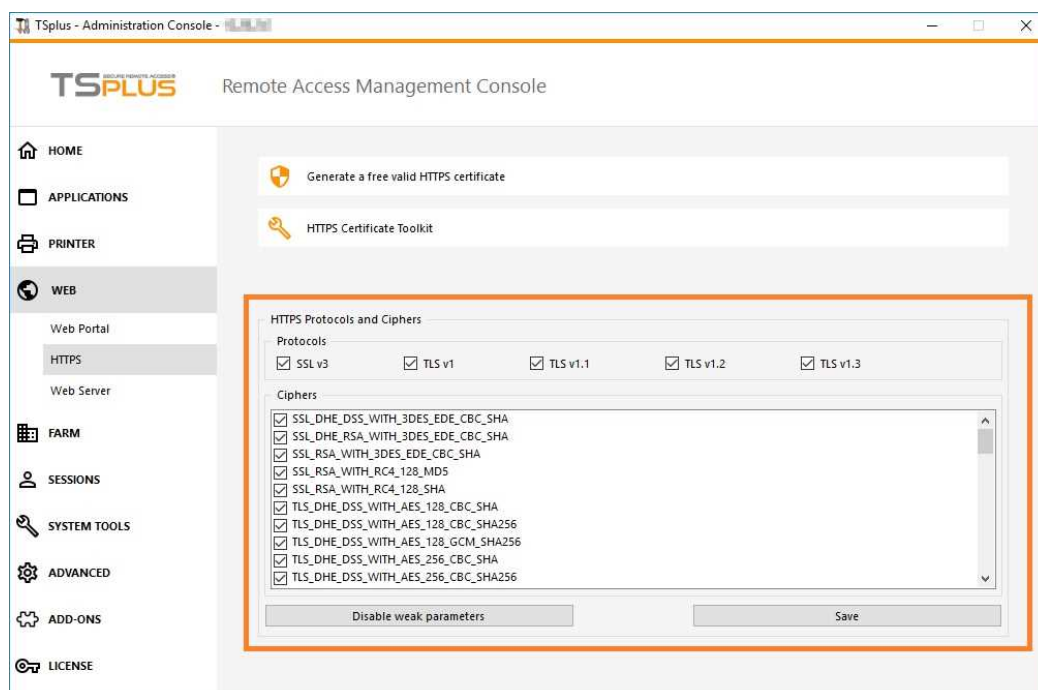 TSplus - Administration Console -
TSPLUS SECURE REMOTE ACCESS
Remote Access Management Console
HOME
APPLICATIONS
PRINTER
WEB
Web Portal
HTTPS
Web Server
FARM
SESSIONS
SYSTEM TOOLS
ADVANCED
ADD-ONS
LICENSE
Generate a free valid HTTPS certificate
HTTPS Certificate Toolkit
HTTPS Protocols and Ciphers
Protocols
SSL v3 TLS v1 TLS v1.1 TLS v1.2 TLS v1.3
Ciphers
SSL_DHE_DSS_WITH_3DES_EDE_CBC_SHA
SSL_DHE_RSA_WITH_3DES_EDE_CBC_SHA
SSL_RSA_WITH_3DES_EDE_CBC_SHA
SSL_RSA_WITH_RC4_128_MD5
SSL_RSA_WITH_RC4_128_SHA
TLS_DHE_DSS_WITH_AES_128_CBC_SHA
TLS_DHE_DSS_WITH_AES_128_CBC_SHA256
TLS_DHE_DSS_WITH_AES_128_GCM_SHA256
TLS_DHE_DSS_WITH_AES_256_CBC_SHA
TLS_DHE_DSS_WITH_AES_256_CBC_SHA256
Disable weak parameters Save